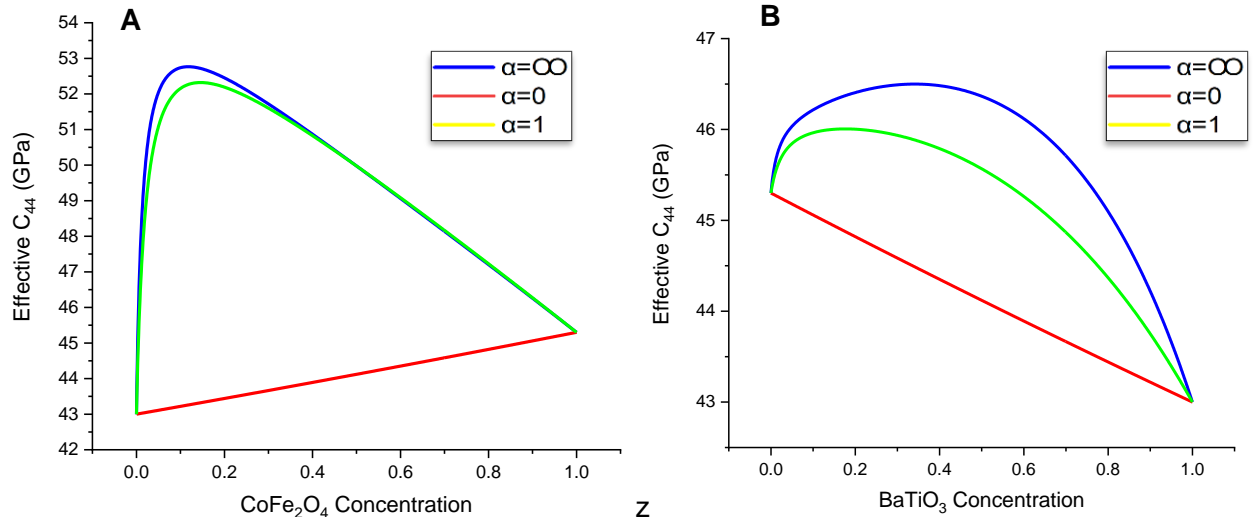 A
54
53
52
51
50
49
48
47
46
45
44
43
42
Effective C₄₄ (GPa)
α=∞
α=0
α=1
0.0 0.2 0.4 0.6 0.8 1.0
CoFe₂O₄ Concentration
z
B
47
46
45
44
43
Effective C₄₄ (GPa)
α=∞
α=0
α=1
0.0 0.2 0.4 0.6 0.8 1.0
BaTiO₃ Concentration